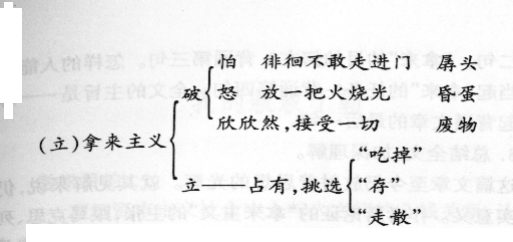 怕 徘徊不敢走进门 孱头
破 怒 放一把火烧光 昏蛋
欣欣然,接受一切 废物
(立)拿来主义
“吃掉”
立——占有,挑选 “存”
“走散”